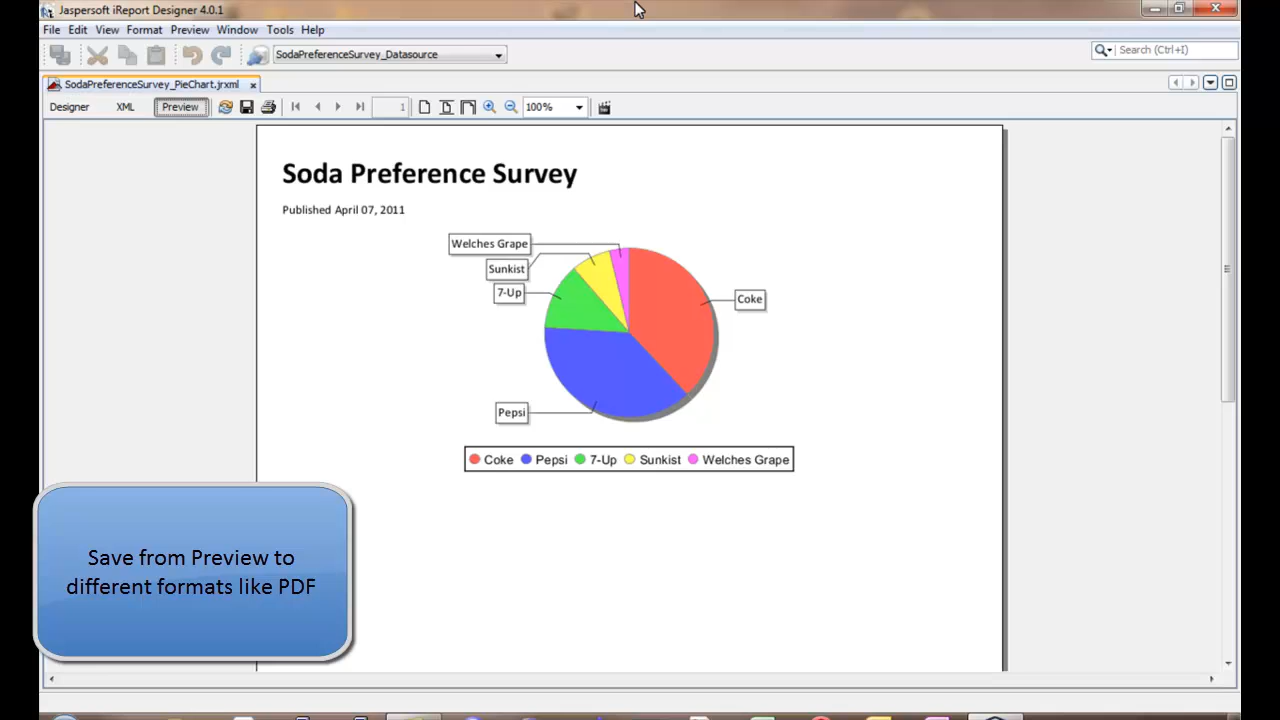 Jaspersoft iReport Designer 4.0.1
File Edit View Format Preview Window Tools Help
SodaPreferenceSurvey_Datasource
Search (Ctrl+I)
SodaPreferenceSurvey_PieChart.jrxml
Designer XML Preview 1 100%
Soda Preference Survey
Published April 07, 2011
Welches Grape
Sunkist
7-Up
Coke
Pepsi
Coke Pepsi 7-Up Sunkist Welches Grape
Save from Preview to
different formats like PDF